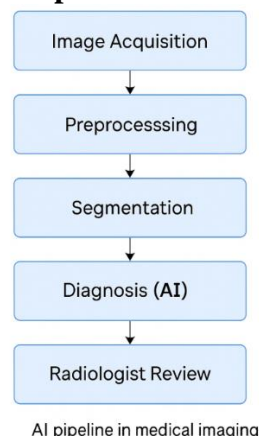 Image Acquisition
Preprocesssing
Segmentation
Diagnosis (AI)
Radiologist Review
AI pipeline in medical imaging